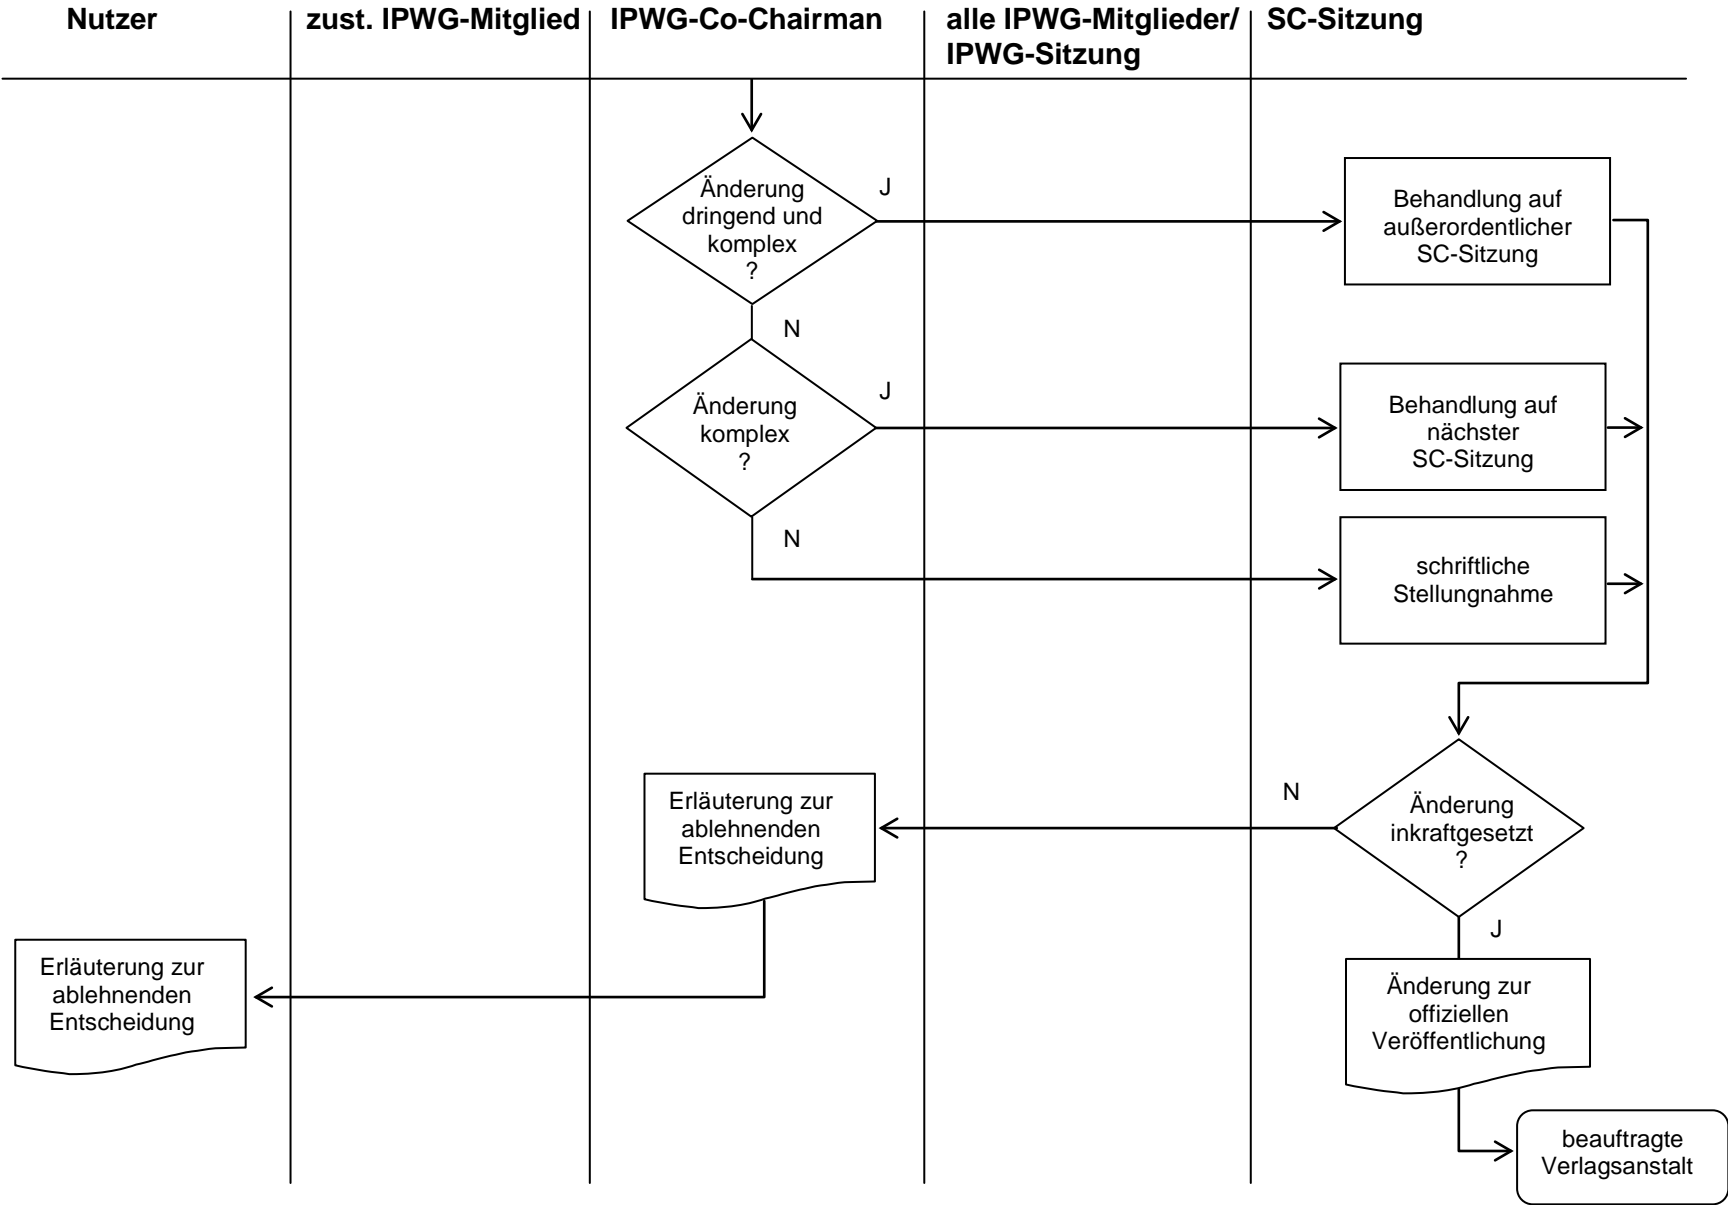 Nutzer
zust. IPWG-Mitglied
IPWG-Co-Chairman
alle IPWG-Mitglieder/
IPWG-Sitzung
SC-Sitzung
Änderung
dringend und
komplex
?
J
Behandlung auf
außerordentlicher
SC-Sitzung
N
Änderung
komplex
?
J
Behandlung auf
nächster
SC-Sitzung
N
schriftliche
Stellungnahme
Änderung
inkraftgesetzt
?
N
Erläuterung zur
ablehnenden
Entscheidung
J
Erläuterung zur
ablehnenden
Entscheidung
Änderung zur
offiziellen
Veröffentlichung
beauftragte
Verlagsanstalt